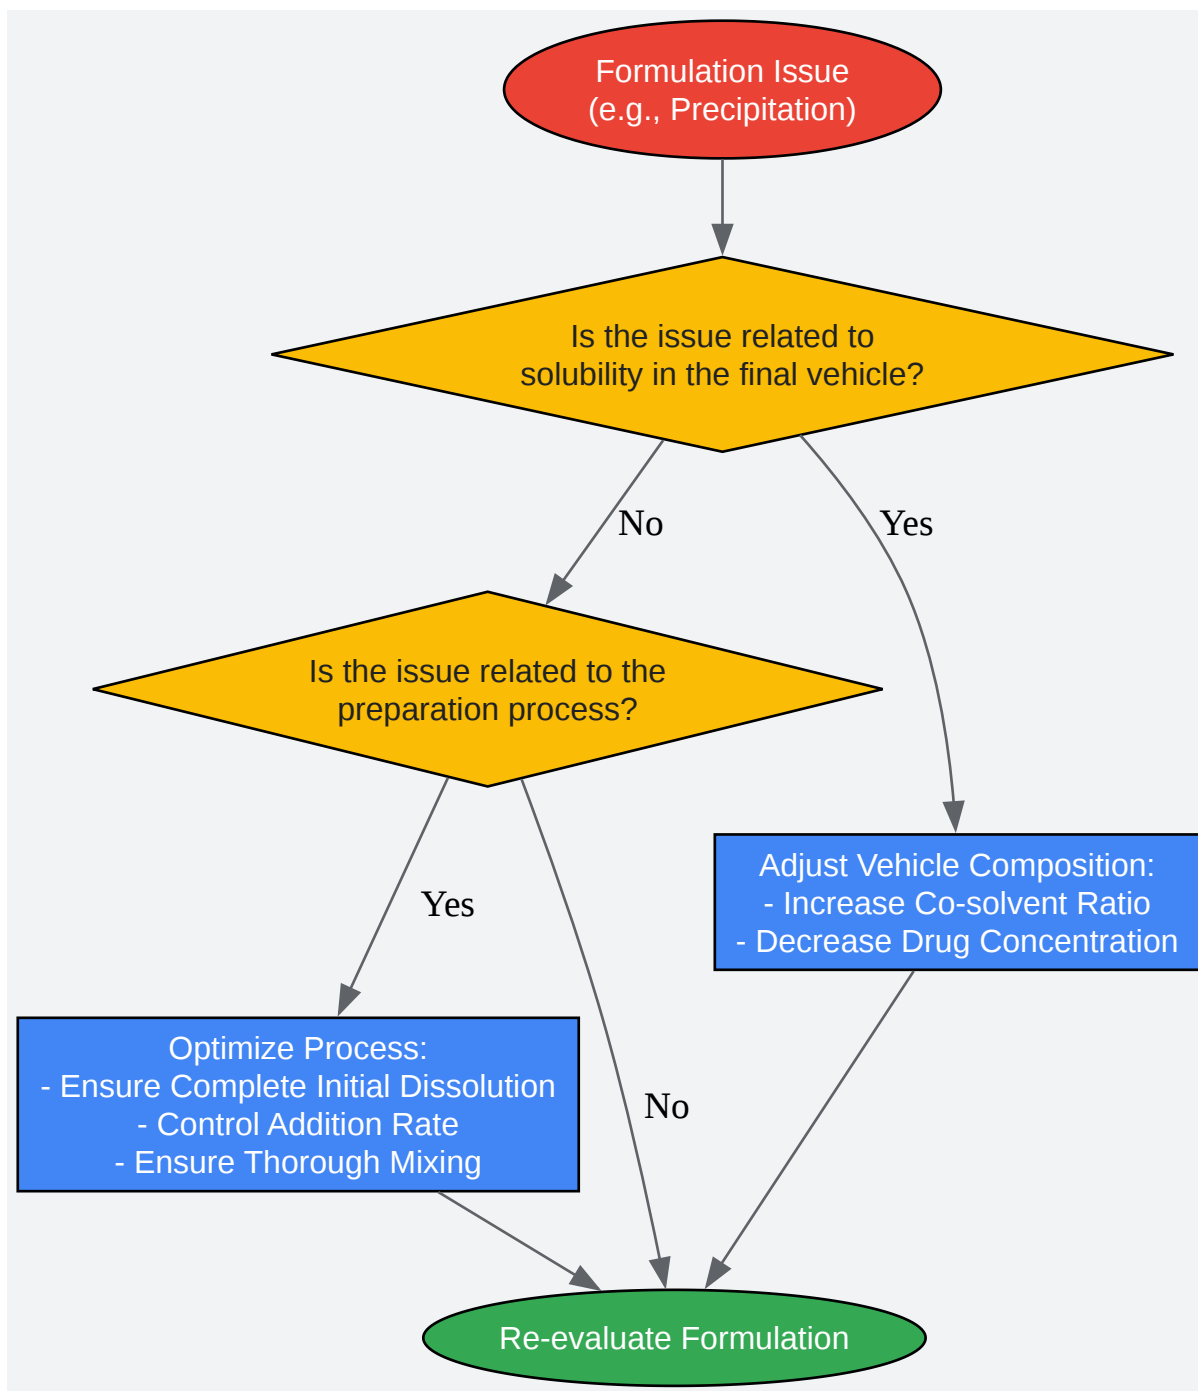 Formulation Issue
(e.g., Precipitation)
Is the issue related to
solubility in the final vehicle?
No
Yes
Is the issue related to the
preparation process?
Adjust Vehicle Composition:
- Increase Co-solvent Ratio
- Decrease Drug Concentration
Yes
Optimize Process:
- Ensure Complete Initial Dissolution
- Control Addition Rate
- Ensure Thorough Mixing
No
Re-evaluate Formulation